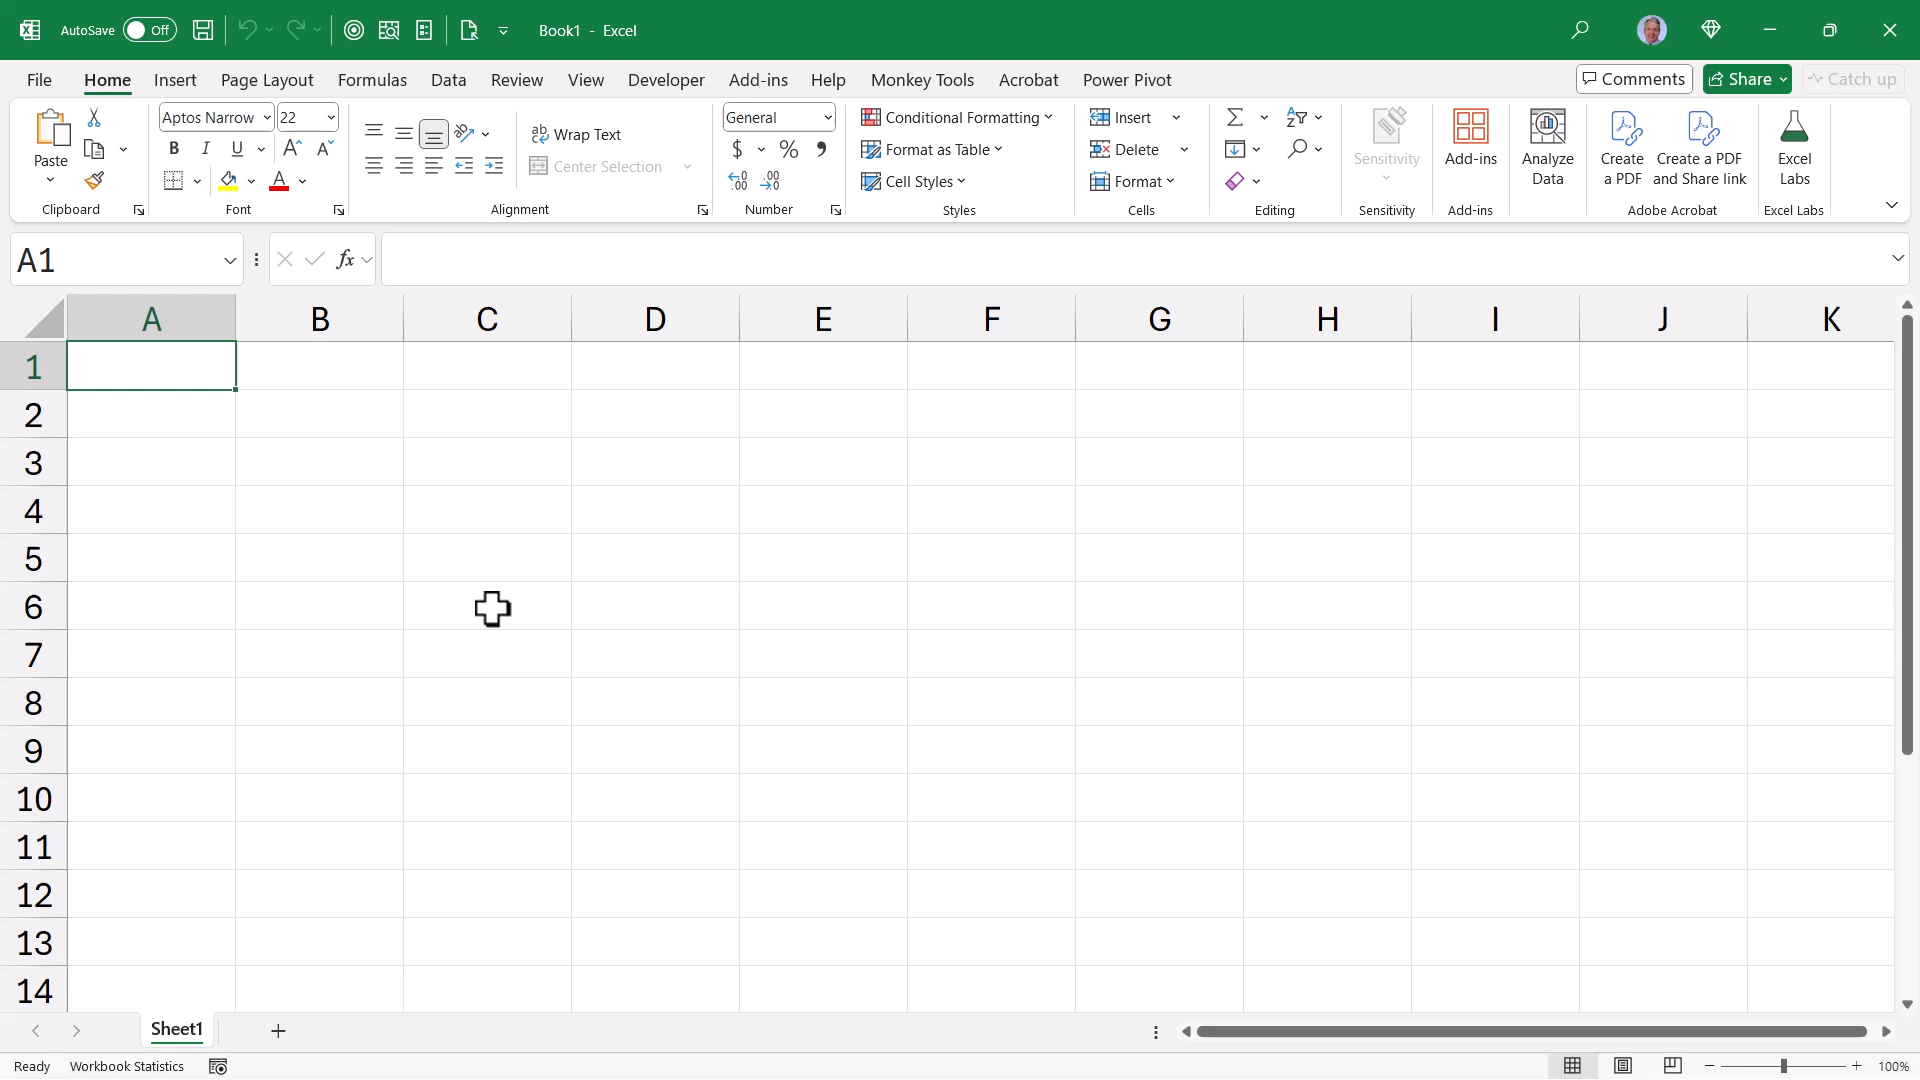 AutoSave Off Book1 - Excel
File Home Insert Page Layout Formulas Data Review View Developer Add-ins Help Monkey Tools Acrobat Power Pivot Comments Share Catch up
Paste
Clipboard
Aptos Narrow 22
B I U A A
A
Font
ab Wrap Text
Center Selection
Alignment
General
$ % ,
.00 .00
Number
Conditional Formatting
Format as Table
Cell Styles
Styles
Insert
Delete
Format
Cells
Editing
Sensitivity
Sensitivity
Add-ins
Add-ins
Analyze
Data
Create
a PDF
Create a PDF
and Share link
Adobe Acrobat
Excel
Labs
Excel Labs
A1 fx
A B C D E F G H I J K
1
2
3
4
5
6
7
8
9
10
11
12
13
14
Sheet1
Ready Workbook Statistics 100%